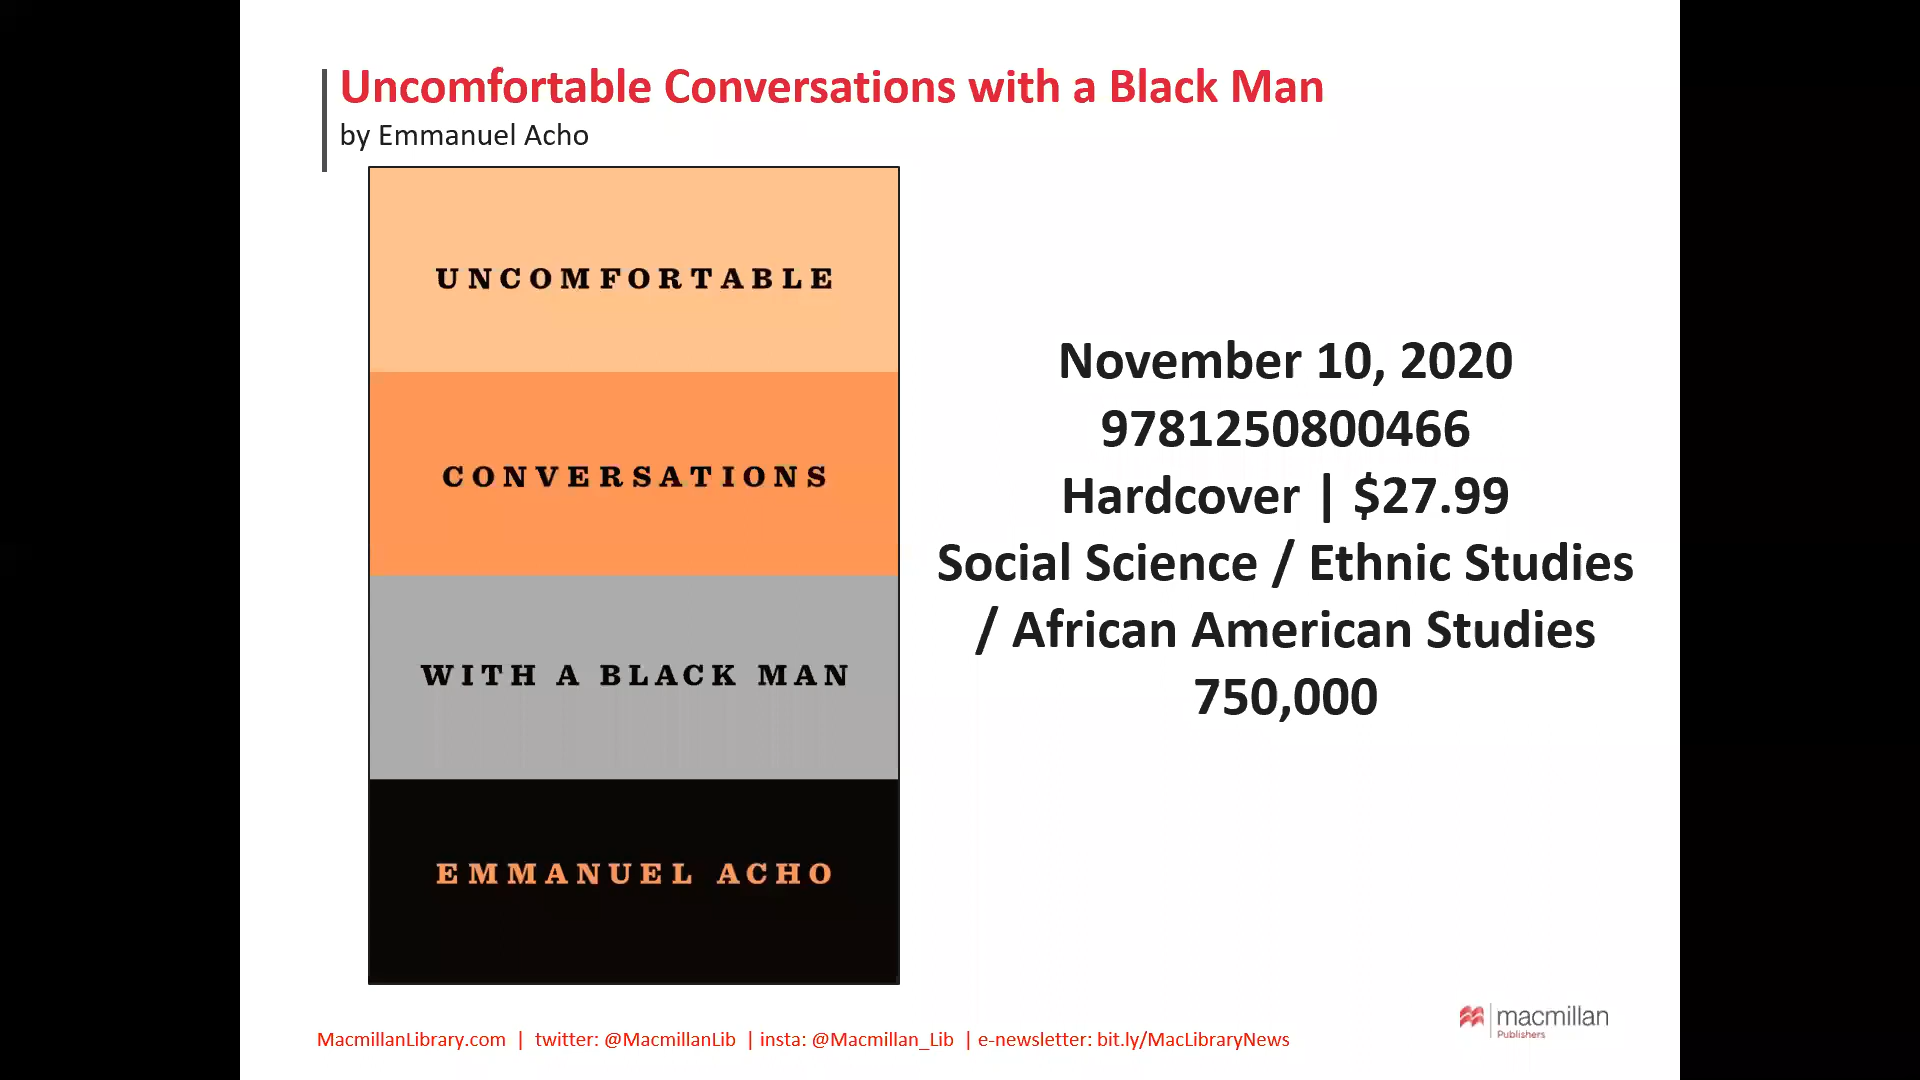 Uncomfortable Conversations with a Black Man
by Emmanuel Acho
UNCOMFORTABLE
CONVERSATIONS
WITH A BLACK MAN
EMMANUEL ACHO
November 10, 2020
9781250800466
Hardcover | $27.99
Social Science / Ethnic Studies
/ African American Studies
750,000
macmillan
Publishers
MacmillanLibrary.com | twitter: @MacmillanLib | insta: @Macmillan_Lib | e-newsletter: bit.ly/MacLibraryNews